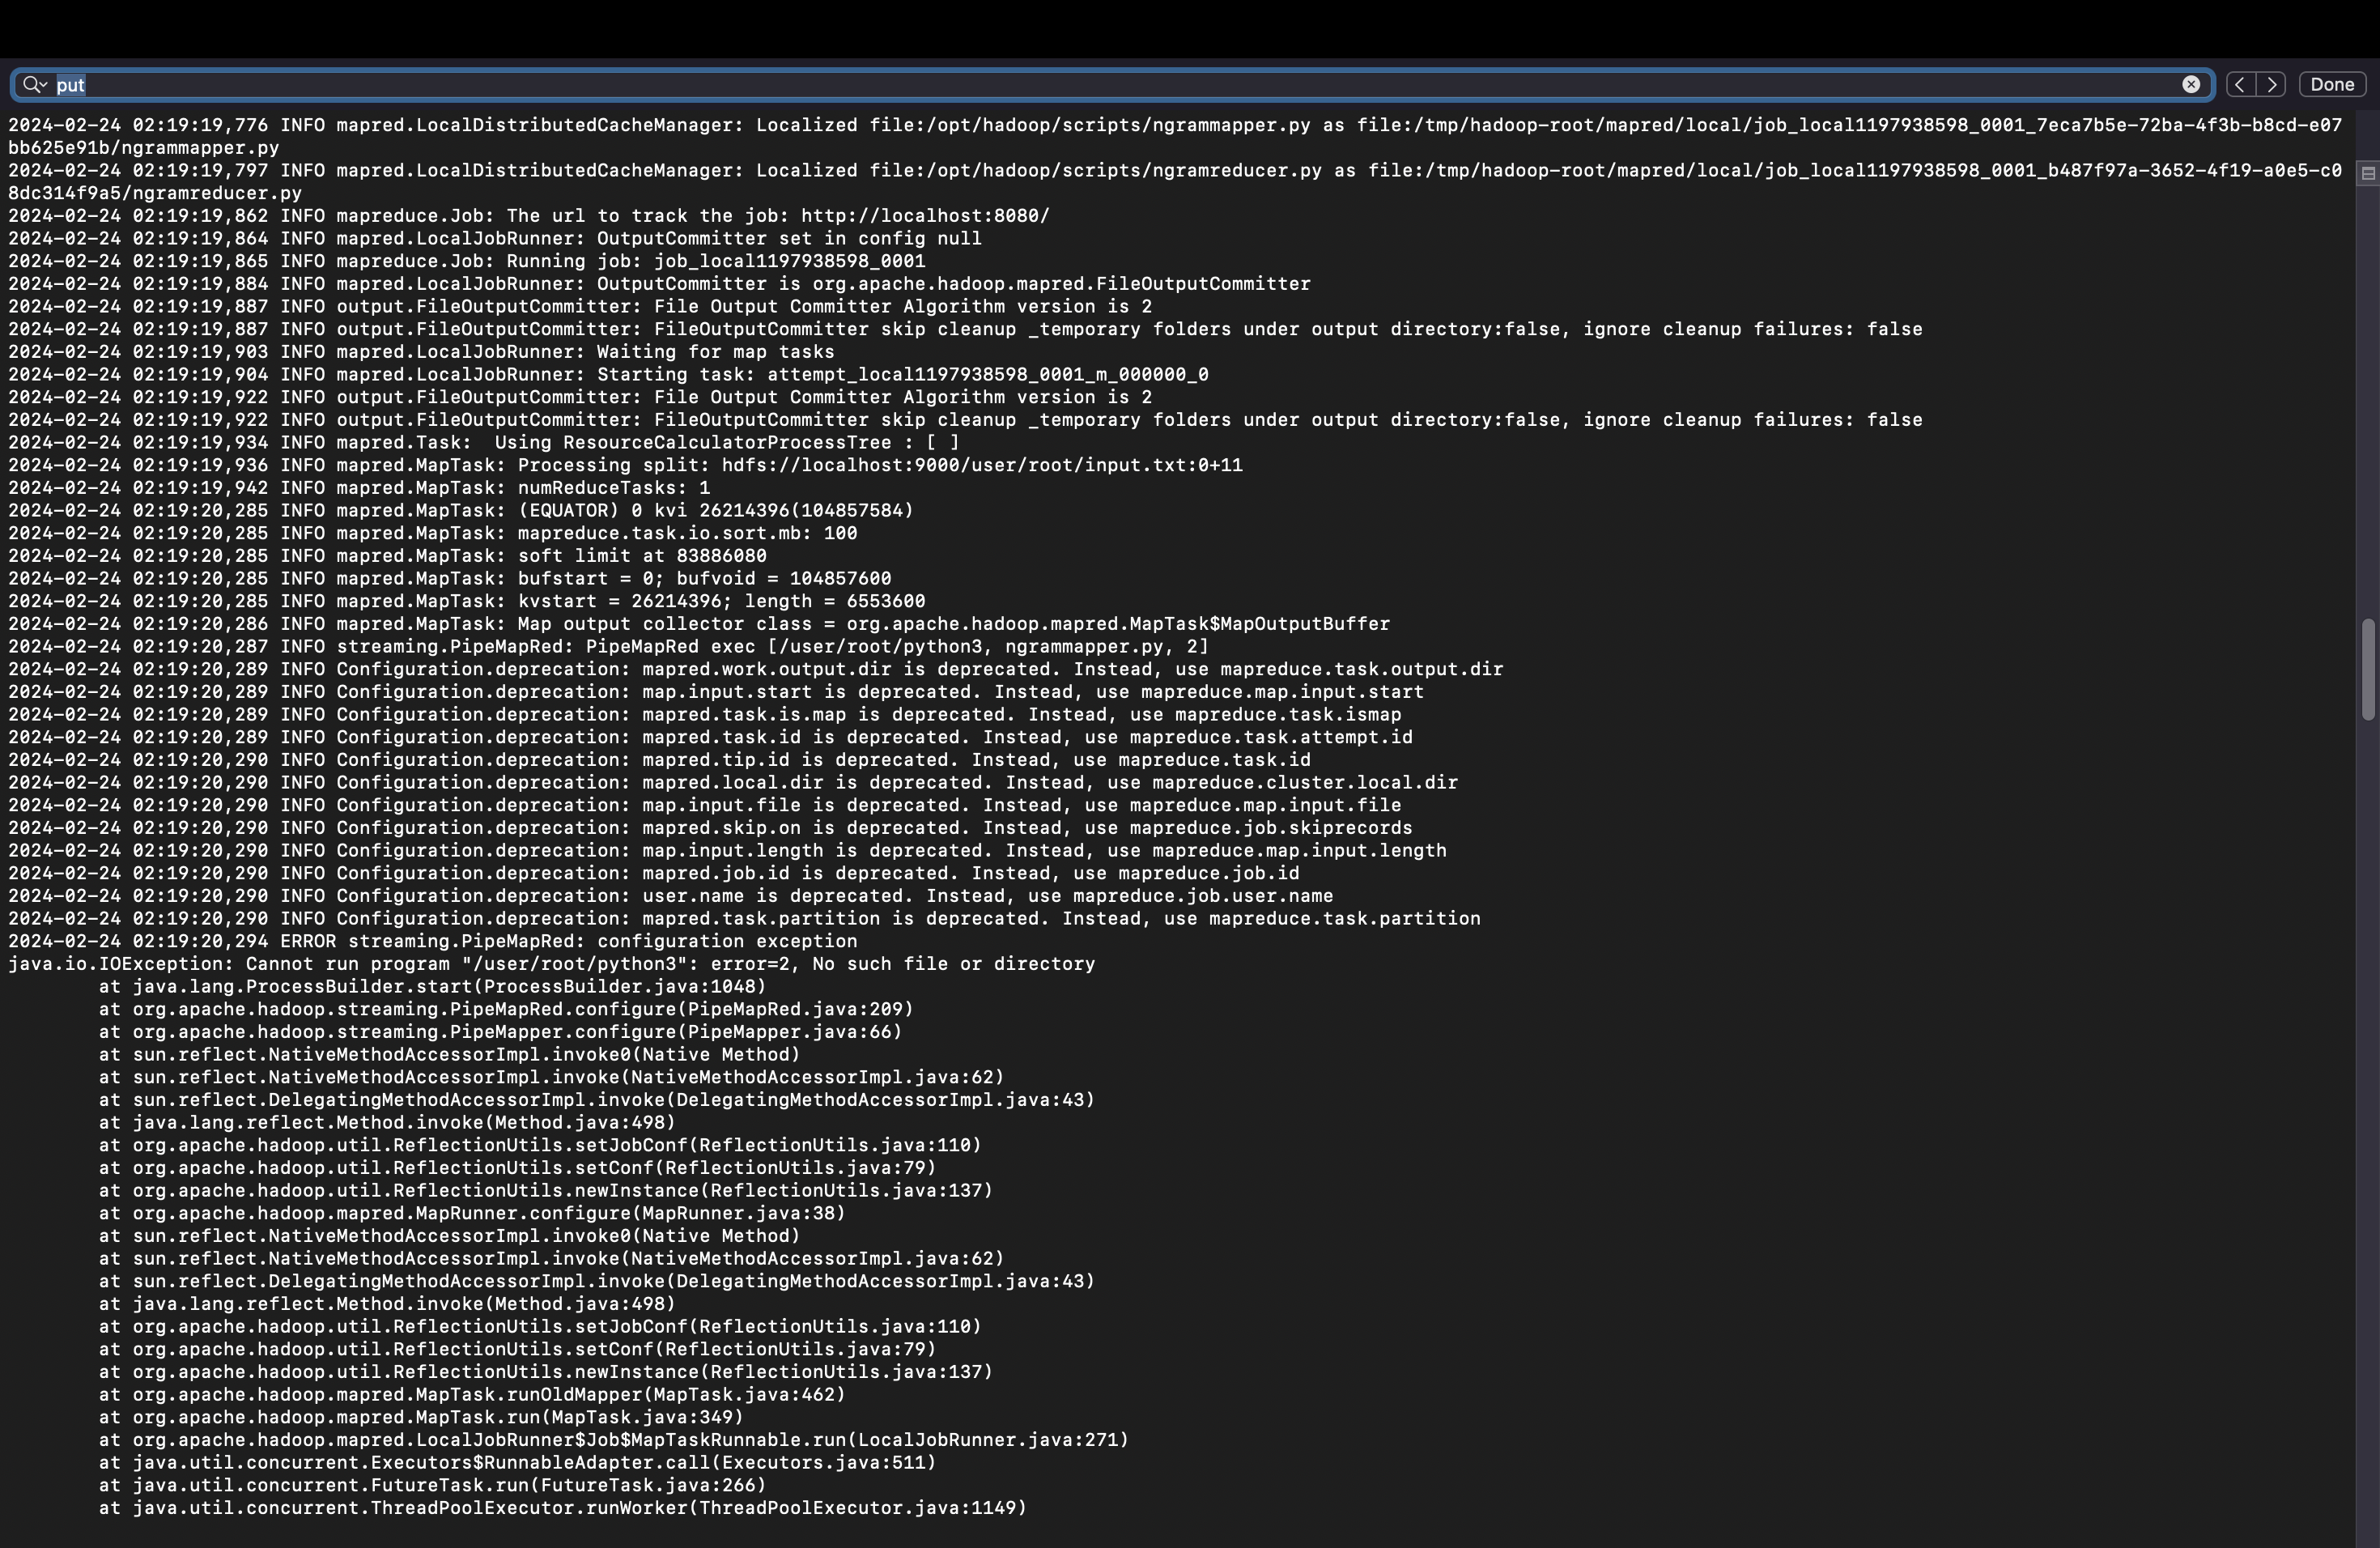 put
Done
2024-02-24 02:19:19,776 INFO mapred.LocalDistributedCacheManager: Localized file:/opt/hadoop/scripts/ngrammapper.py as file:/tmp/hadoop-root/mapred/local/job_local1197938598_0001_7eca7b5e-72ba-4f3b-b8cd-e07
bb625e91b/ngrammapper.py
2024-02-24 02:19:19,797 INFO mapred.LocalDistributedCacheManager: Localized file:/opt/hadoop/scripts/ngramreducer.py as file:/tmp/hadoop-root/mapred/local/job_local1197938598_0001_b487f97a-3652-4f19-a0e5-c0
8dc314f9a5/ngramreducer.py
2024-02-24 02:19:19,862 INFO mapreduce.Job: The url to track the job: http://localhost:8080/
2024-02-24 02:19:19,864 INFO mapred.LocalJobRunner: OutputCommitter set in config null
2024-02-24 02:19:19,865 INFO mapreduce.Job: Running job: job_local1197938598_0001
2024-02-24 02:19:19,884 INFO mapred.LocalJobRunner: OutputCommitter is org.apache.hadoop.mapred.FileOutputCommitter
2024-02-24 02:19:19,887 INFO output.FileOutputCommitter: File Output Committer Algorithm version is 2
2024-02-24 02:19:19,887 INFO output.FileOutputCommitter: FileOutputCommitter skip cleanup _temporary folders under output directory:false, ignore cleanup failures: false
2024-02-24 02:19:19,903 INFO mapred.LocalJobRunner: Waiting for map tasks
2024-02-24 02:19:19,904 INFO mapred.LocalJobRunner: Starting task: attempt_local1197938598_0001_m_000000_0
2024-02-24 02:19:19,922 INFO output.FileOutputCommitter: File Output Committer Algorithm version is 2
2024-02-24 02:19:19,922 INFO output.FileOutputCommitter: FileOutputCommitter skip cleanup _temporary folders under output directory:false, ignore cleanup failures: false
2024-02-24 02:19:19,934 INFO mapred.Task:  Using ResourceCalculatorProcessTree : [ ]
2024-02-24 02:19:19,936 INFO mapred.MapTask: Processing split: hdfs://localhost:9000/user/root/input.txt:0+11
2024-02-24 02:19:19,942 INFO mapred.MapTask: numReduceTasks: 1
2024-02-24 02:19:20,285 INFO mapred.MapTask: (EQUATOR) 0 kvi 26214396(104857584)
2024-02-24 02:19:20,285 INFO mapred.MapTask: mapreduce.task.io.sort.mb: 100
2024-02-24 02:19:20,285 INFO mapred.MapTask: soft limit at 83886080
2024-02-24 02:19:20,285 INFO mapred.MapTask: bufstart = 0; bufvoid = 104857600
2024-02-24 02:19:20,285 INFO mapred.MapTask: kvstart = 26214396; length = 6553600
2024-02-24 02:19:20,286 INFO mapred.MapTask: Map output collector class = org.apache.hadoop.mapred.MapTask$MapOutputBuffer
2024-02-24 02:19:20,287 INFO streaming.PipeMapRed: PipeMapRed exec [/user/root/python3, ngrammapper.py, 2]
2024-02-24 02:19:20,289 INFO Configuration.deprecation: mapred.work.output.dir is deprecated. Instead, use mapreduce.task.output.dir
2024-02-24 02:19:20,289 INFO Configuration.deprecation: map.input.start is deprecated. Instead, use mapreduce.map.input.start
2024-02-24 02:19:20,289 INFO Configuration.deprecation: mapred.task.is.map is deprecated. Instead, use mapreduce.task.ismap
2024-02-24 02:19:20,289 INFO Configuration.deprecation: mapred.task.id is deprecated. Instead, use mapreduce.task.attempt.id
2024-02-24 02:19:20,290 INFO Configuration.deprecation: mapred.tip.id is deprecated. Instead, use mapreduce.task.id
2024-02-24 02:19:20,290 INFO Configuration.deprecation: mapred.local.dir is deprecated. Instead, use mapreduce.cluster.local.dir
2024-02-24 02:19:20,290 INFO Configuration.deprecation: map.input.file is deprecated. Instead, use mapreduce.map.input.file
2024-02-24 02:19:20,290 INFO Configuration.deprecation: mapred.skip.on is deprecated. Instead, use mapreduce.job.skiprecords
2024-02-24 02:19:20,290 INFO Configuration.deprecation: map.input.length is deprecated. Instead, use mapreduce.map.input.length
2024-02-24 02:19:20,290 INFO Configuration.deprecation: mapred.job.id is deprecated. Instead, use mapreduce.job.id
2024-02-24 02:19:20,290 INFO Configuration.deprecation: user.name is deprecated. Instead, use mapreduce.job.user.name
2024-02-24 02:19:20,290 INFO Configuration.deprecation: mapred.task.partition is deprecated. Instead, use mapreduce.task.partition
2024-02-24 02:19:20,294 ERROR streaming.PipeMapRed: configuration exception
java.io.IOException: Cannot run program "/user/root/python3": error=2, No such file or directory
        at java.lang.ProcessBuilder.start(ProcessBuilder.java:1048)
        at org.apache.hadoop.streaming.PipeMapRed.configure(PipeMapRed.java:209)
        at org.apache.hadoop.streaming.PipeMapper.configure(PipeMapper.java:66)
        at sun.reflect.NativeMethodAccessorImpl.invoke0(Native Method)
        at sun.reflect.NativeMethodAccessorImpl.invoke(NativeMethodAccessorImpl.java:62)
        at sun.reflect.DelegatingMethodAccessorImpl.invoke(DelegatingMethodAccessorImpl.java:43)
        at java.lang.reflect.Method.invoke(Method.java:498)
        at org.apache.hadoop.util.ReflectionUtils.setJobConf(ReflectionUtils.java:110)
        at org.apache.hadoop.util.ReflectionUtils.setConf(ReflectionUtils.java:79)
        at org.apache.hadoop.util.ReflectionUtils.newInstance(ReflectionUtils.java:137)
        at org.apache.hadoop.mapred.MapRunner.configure(MapRunner.java:38)
        at sun.reflect.NativeMethodAccessorImpl.invoke0(Native Method)
        at sun.reflect.NativeMethodAccessorImpl.invoke(NativeMethodAccessorImpl.java:62)
        at sun.reflect.DelegatingMethodAccessorImpl.invoke(DelegatingMethodAccessorImpl.java:43)
        at java.lang.reflect.Method.invoke(Method.java:498)
        at org.apache.hadoop.util.ReflectionUtils.setJobConf(ReflectionUtils.java:110)
        at org.apache.hadoop.util.ReflectionUtils.setConf(ReflectionUtils.java:79)
        at org.apache.hadoop.util.ReflectionUtils.newInstance(ReflectionUtils.java:137)
        at org.apache.hadoop.mapred.MapTask.runOldMapper(MapTask.java:462)
        at org.apache.hadoop.mapred.MapTask.run(MapTask.java:349)
        at org.apache.hadoop.mapred.LocalJobRunner$Job$MapTaskRunnable.run(LocalJobRunner.java:271)
        at java.util.concurrent.Executors$RunnableAdapter.call(Executors.java:511)
        at java.util.concurrent.FutureTask.run(FutureTask.java:266)
        at java.util.concurrent.ThreadPoolExecutor.runWorker(ThreadPoolExecutor.java:1149)